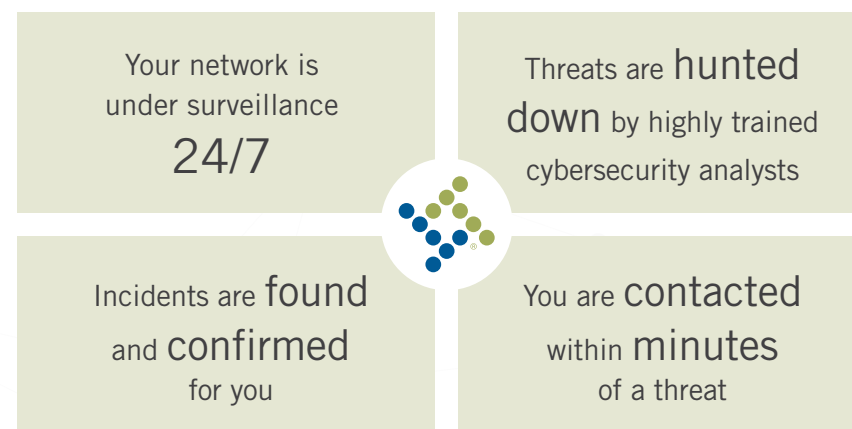 Your network is
under surveillance
24/7
Threats are hunted
down by highly trained
cybersecurity analysts
Incidents are found
and confirmed
for you
You are contacted
within minutes
of a threat
®